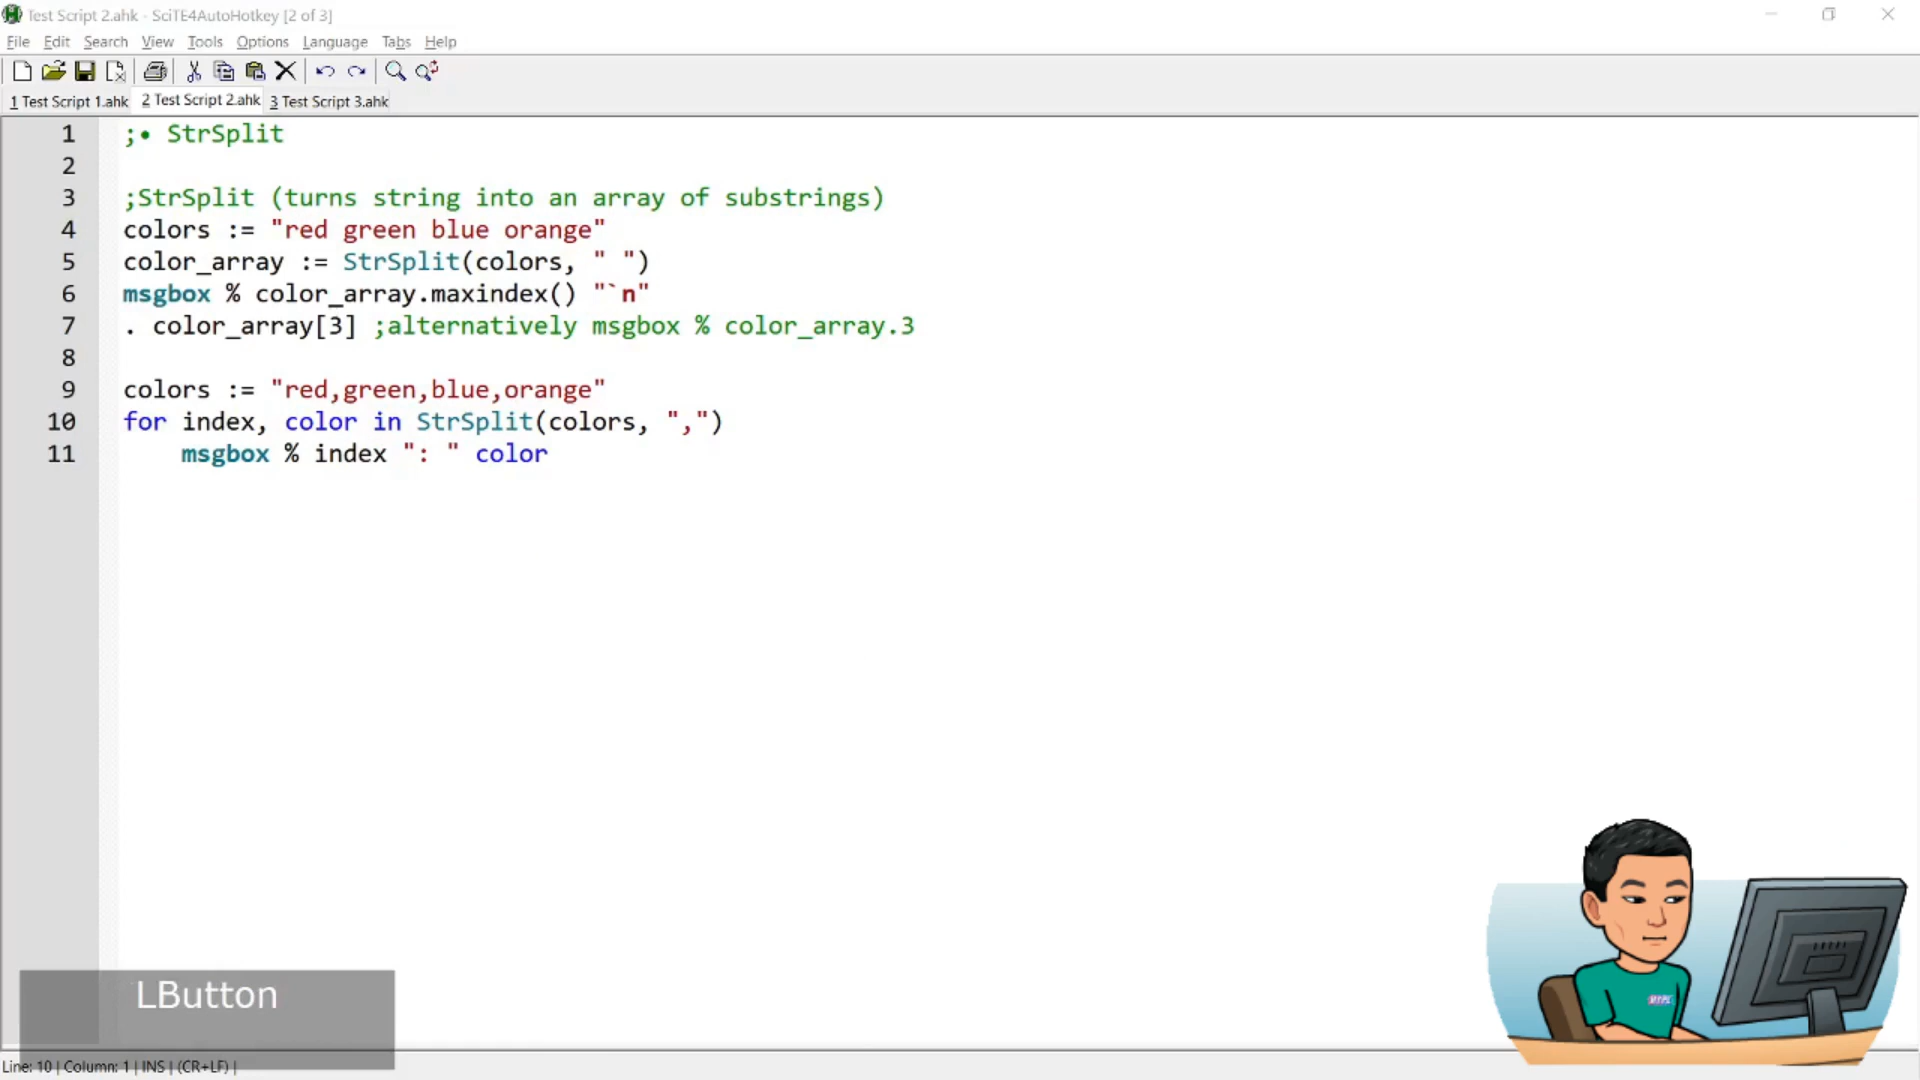 Test Script 2.ahk - SciTE4AutoHotkey [2 of 3]
File Edit Search View Tools Options Language Tabs Help
1 Test Script 1.ahk 2 Test Script 2.ahk 3 Test Script 3.ahk
1 ;• StrSplit
2
3 ;StrSplit (turns string into an array of substrings)
4 colors := "red green blue orange"
5 color_array := StrSplit(colors, " ")
6 msgbox % color_array.maxindex() "`n"
7 . color_array[3] ;alternatively msgbox % color_array.3
8
9 colors := "red,green,blue,orange"
10 for index, color in StrSplit(colors, ",")
11 msgbox % index ": " color
LButton
Line: 10 | Column: 1 | INS | (CR+LF) |